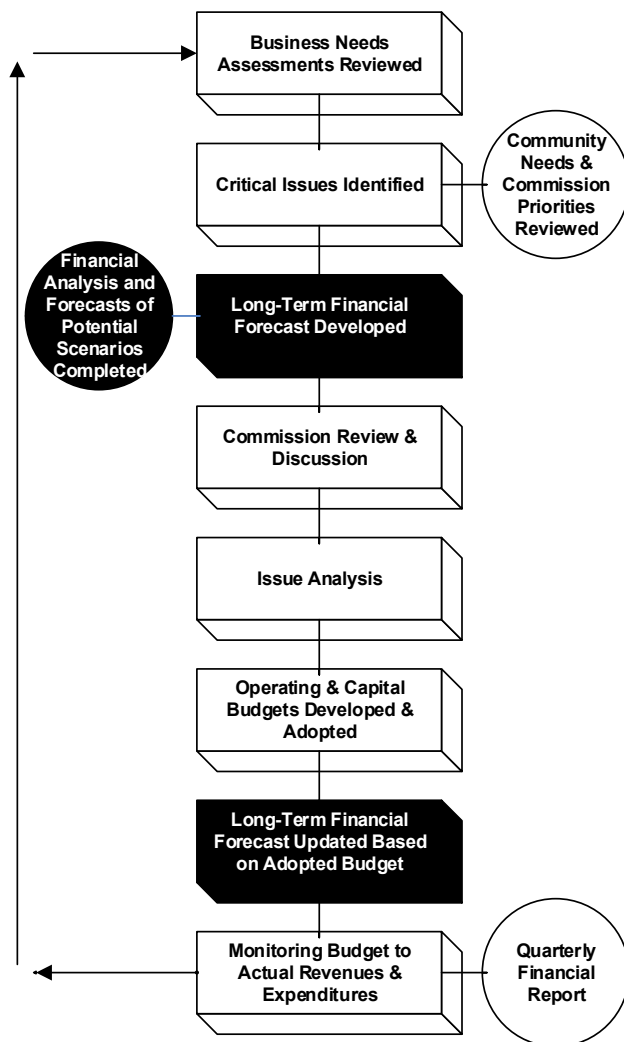 Business Needs
Assessments Reviewed
Critical Issues Identified
Community
Needs &
Commission
Priorities
Reviewed
Financial
Analysis and
Forecasts of
Potential
Scenarios
Completed
Long-Term Financial
Forecast Developed
Commission Review &
Discussion
Issue Analysis
Operating & Capital
Budgets Developed &
Adopted
Long-Term Financial
Forecast Updated Based
on Adopted Budget
Monitoring Budget to
Actual Revenues &
Expenditures
Quarterly
Financial
Report